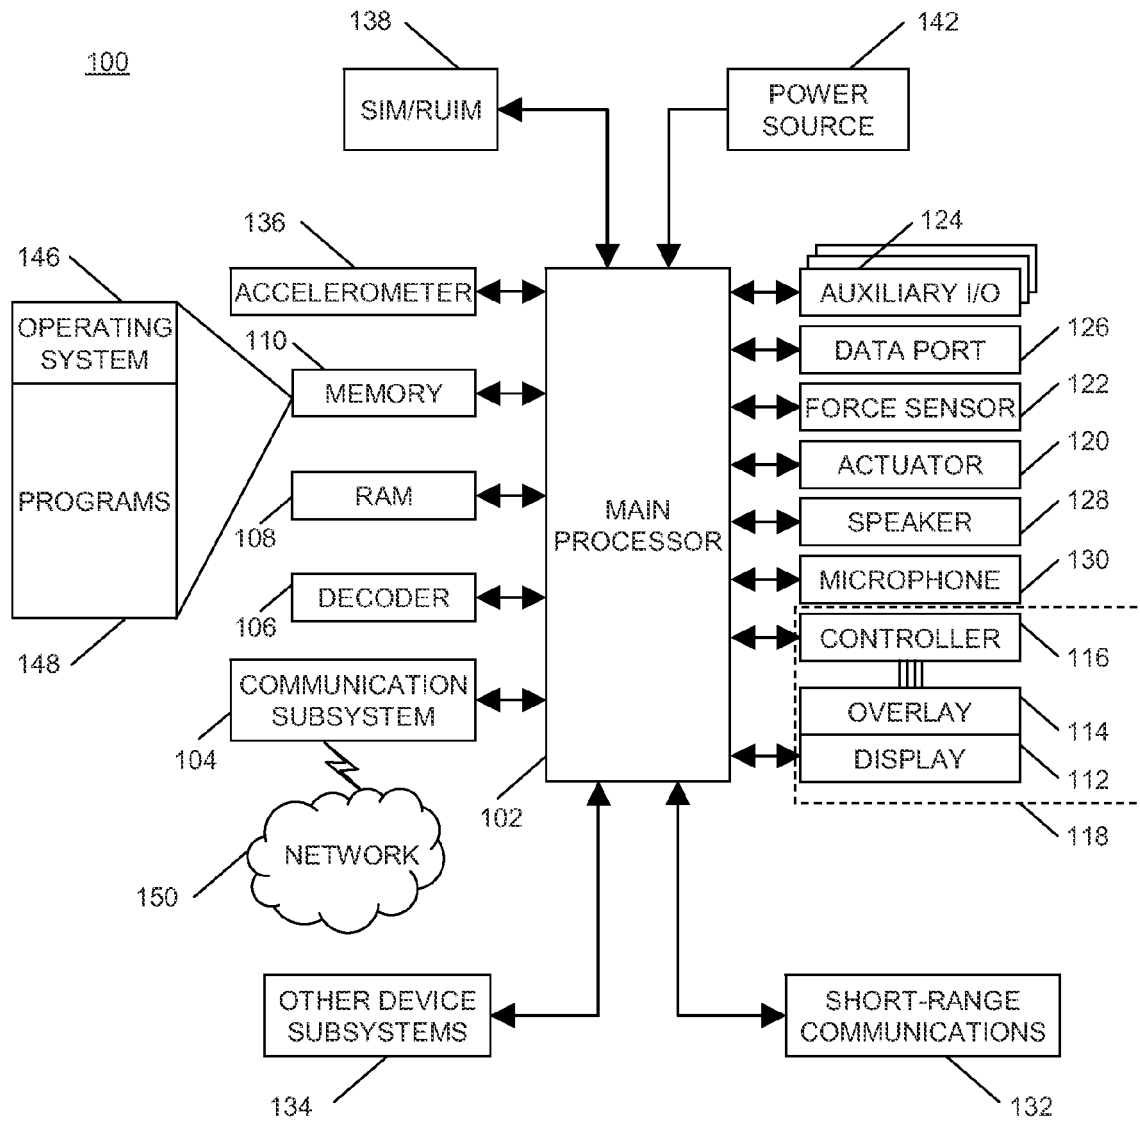 100
138
142
SIM/RUIM
POWER
SOURCE
136
124
146
ACCELEROMETER
AUXILIARY I/O
OPERATING
SYSTEM
110
DATA PORT
126
MEMORY
FORCE SENSOR
122
ACTUATOR
120
PROGRAMS
RAM
108
MAIN
PROCESSOR
SPEAKER
128
MICROPHONE
130
DECODER
106
148
CONTROLLER
116
COMMUNICATION
SUBSYSTEM
104
OVERLAY
114
DISPLAY
112
102
118
NETWORK
150
OTHER DEVICE
SUBSYSTEMS
SHORT-RANGE
COMMUNICATIONS
134
132